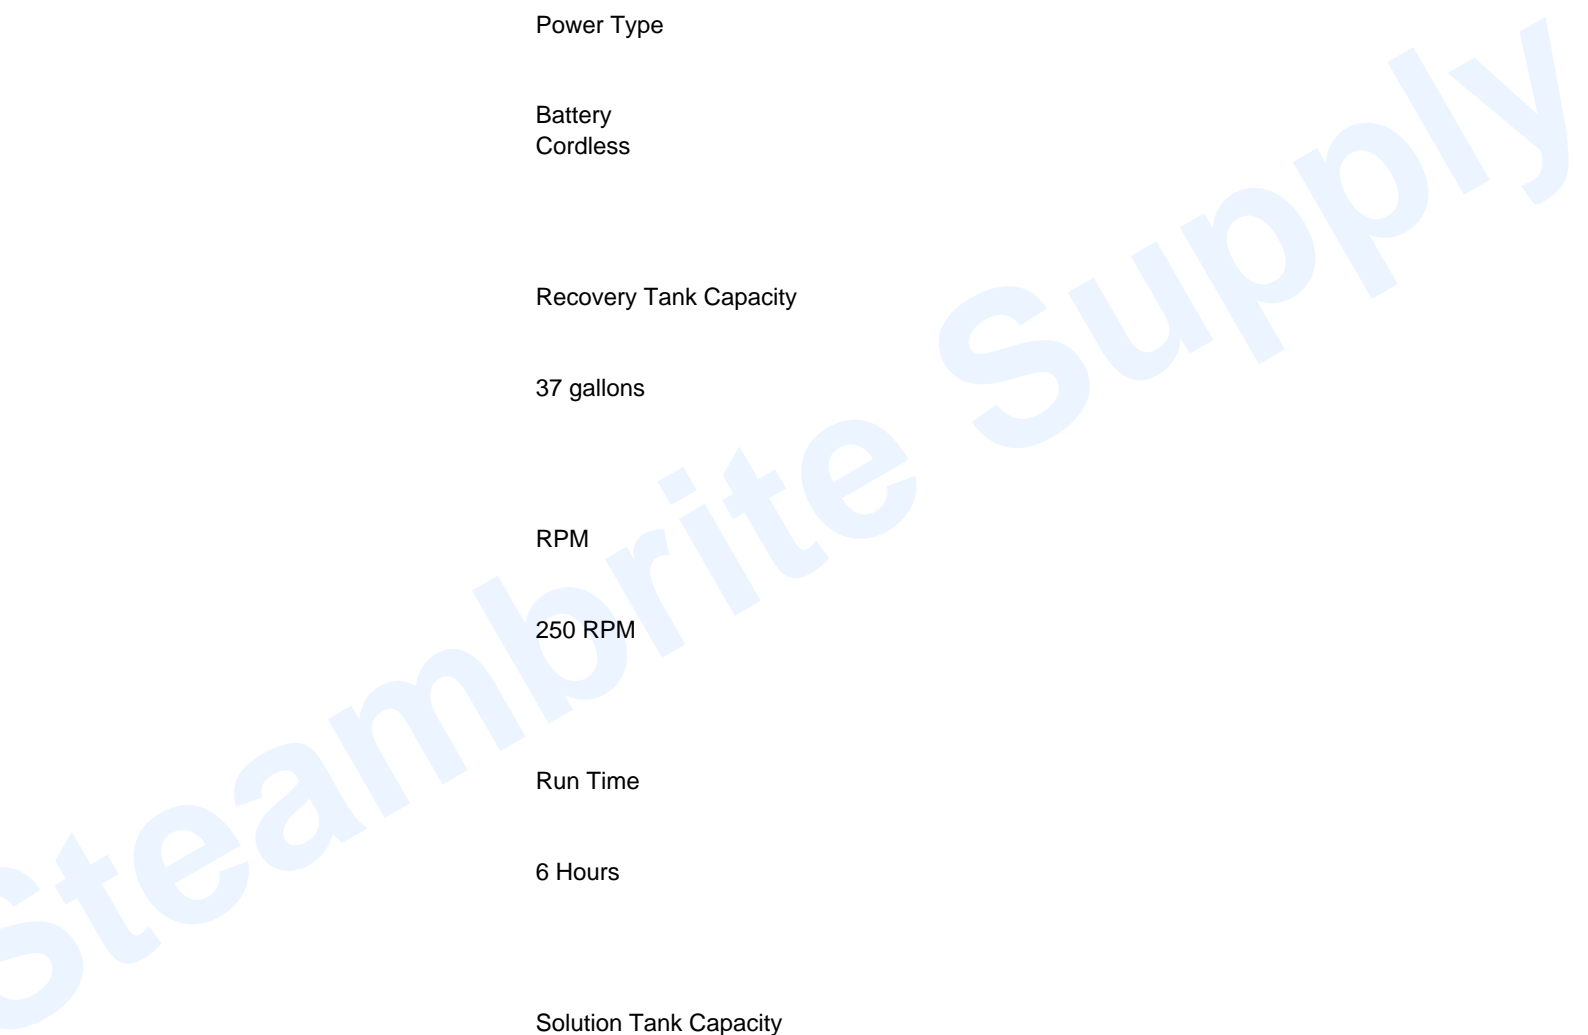 Power Type
Battery
Cordless
Recovery Tank Capacity
37 gallons
RPM
250 RPM
Run Time
6 Hours
Solution Tank Capacity
Steambrite Supply